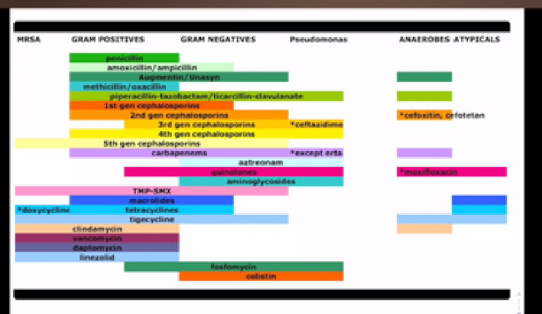 MRSA GRAM POSITIVES GRAM NEGATIVES Pseudomonas ANAEROBES ATYPICALS
penicillin
amoxicillin/ampicillin
Augmentin/Unasyn
methicillin/oxacillin
piperacillin-tazobactam/ticarcillin-clavulanate
1st gen cephalosporins
2nd gen cephalosporins *cefoxitin, cefotetan
3rd gen cephalosporins *ceftazidime
4th gen cephalosporins
5th gen cephalosporins
carbapenems *except erta
aztreonam
quinolones *moxifloxacin
aminoglycosides
TMP-SMX
macrolides
*doxycycline tetracyclines
tigecycline
clindamycin
vancomycin
daptomycin
linezolid
fosfomycin
colistin